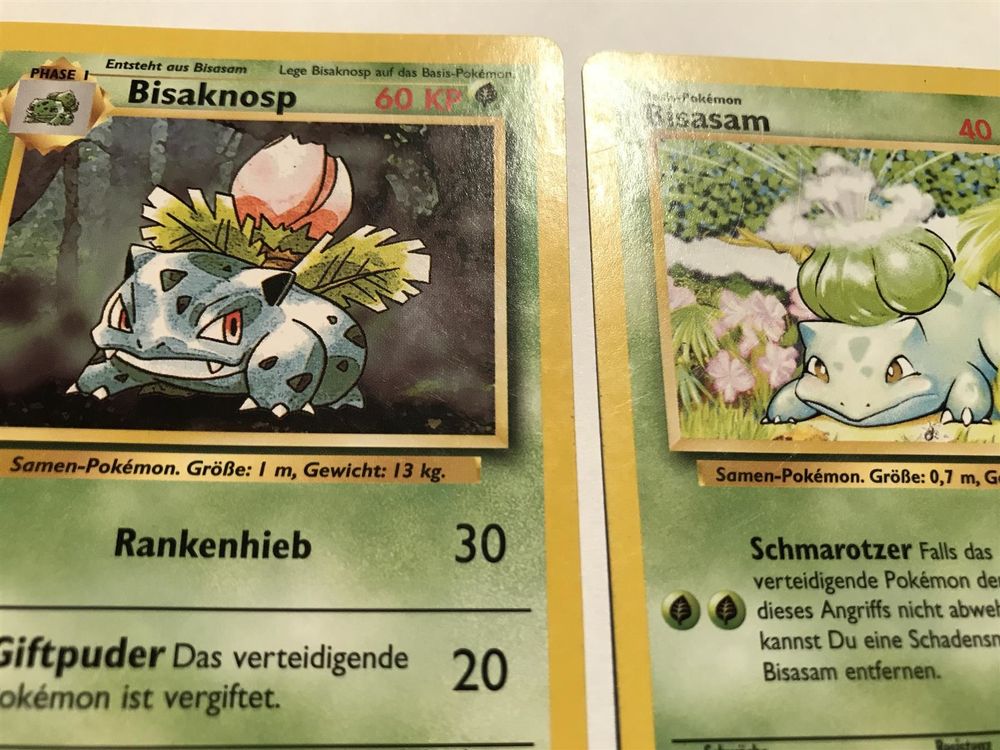 PHASE 1
Entsteht aus Bisasam
Lege Bisaknosp auf das Basis-Pokémon.
Bisaknosp
60 KP
Samen-Pokémon. Größe: 1 m, Gewicht: 13 kg.
Rankenhieb 30
Giftpuder Das verteidigende 20
Pokémon ist vergiftet.
Basis-Pokémon
Bisasam
40
Samen-Pokémon. Größe: 0,7 m,
Schmarotzer Falls das
verteidigende Pokémon
dieses Angriffs nicht
kannst Du eine
Bisasam entfernen.